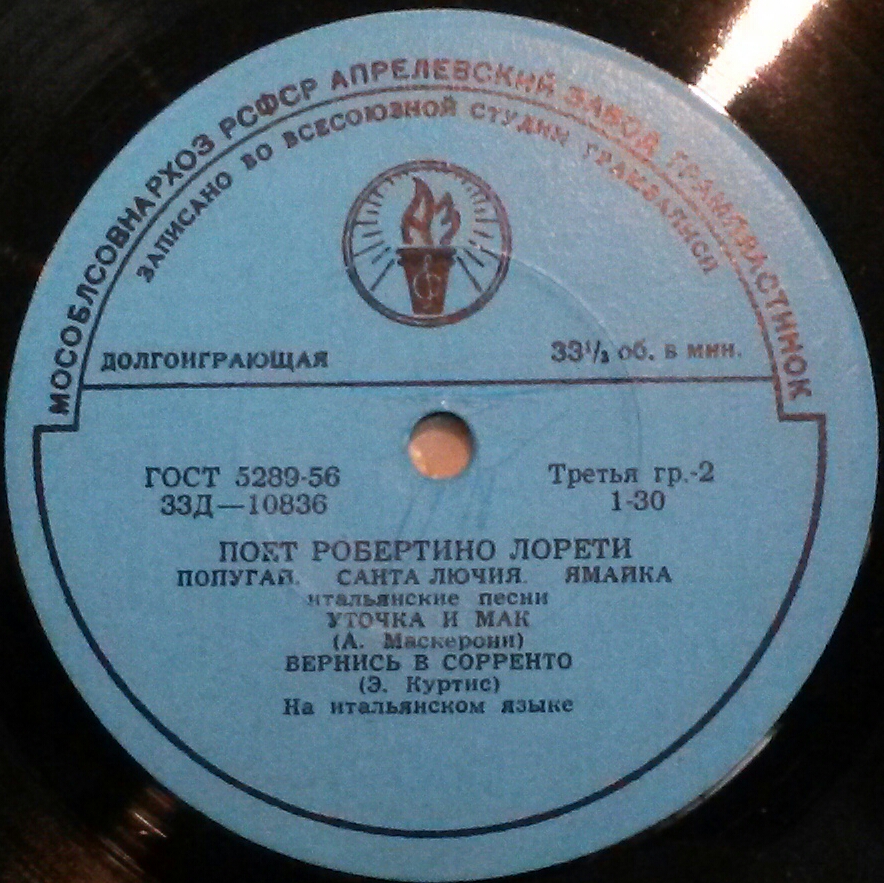 МОСОБЛСОВНАРХОЗ РСФСР АПРЕЛЕВСКИЙ ЗАВОД ГРАМПЛАСТИНОК
ЗАПИСАНО ВО ВСЕСОЮЗНОЙ СТУДИИ ГРАМЗАПИСИ
АЗ
ДОЛГОИГРАЮЩАЯ 33⅓ об. в мин.
ГОСТ 5289-56 Третья гр.-2
33Д—10836 1-30
ПОЕТ РОБЕРТИНО ЛОРЕТИ
ПОПУГАЙ. САНТА ЛЮЧИЯ. ЯМАЙКА
итальянские песни
УТОЧКА И МАК
(А. Маскерони)
ВЕРНИСЬ В СОРРЕНТО
(Э. Куртис)
На итальянском языке